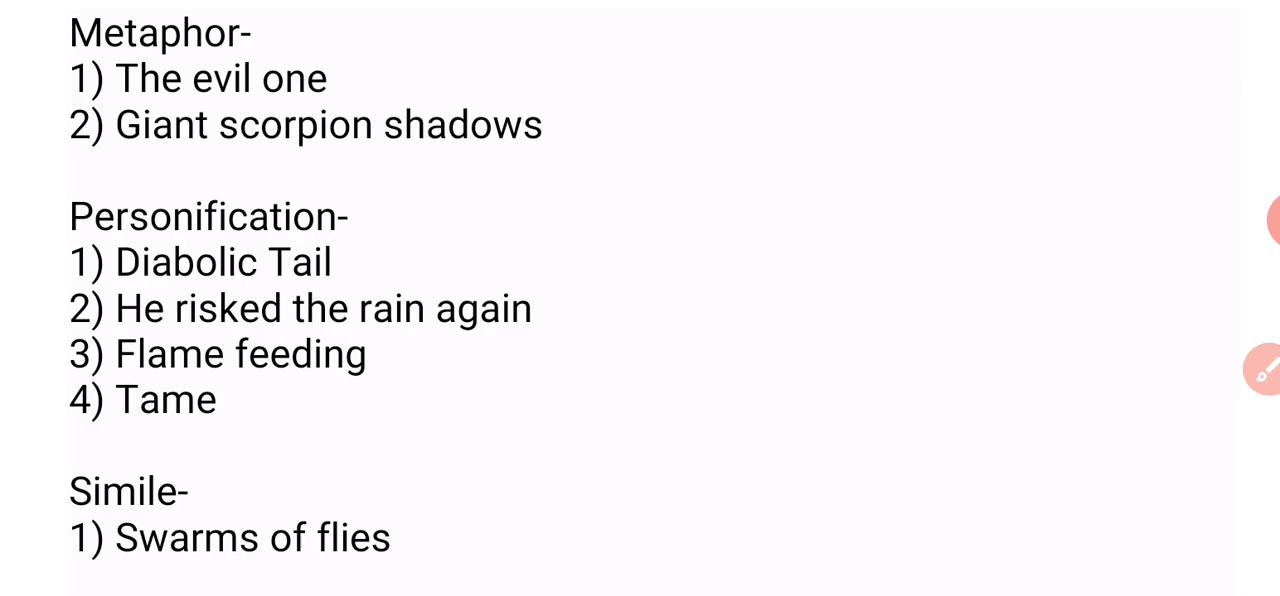 Metaphor-
1) The evil one
2) Giant scorpion shadows
Personification-
1) Diabolic Tail
2) He risked the rain again
3) Flame feeding
4) Tame
Simile-
1) Swarms of flies